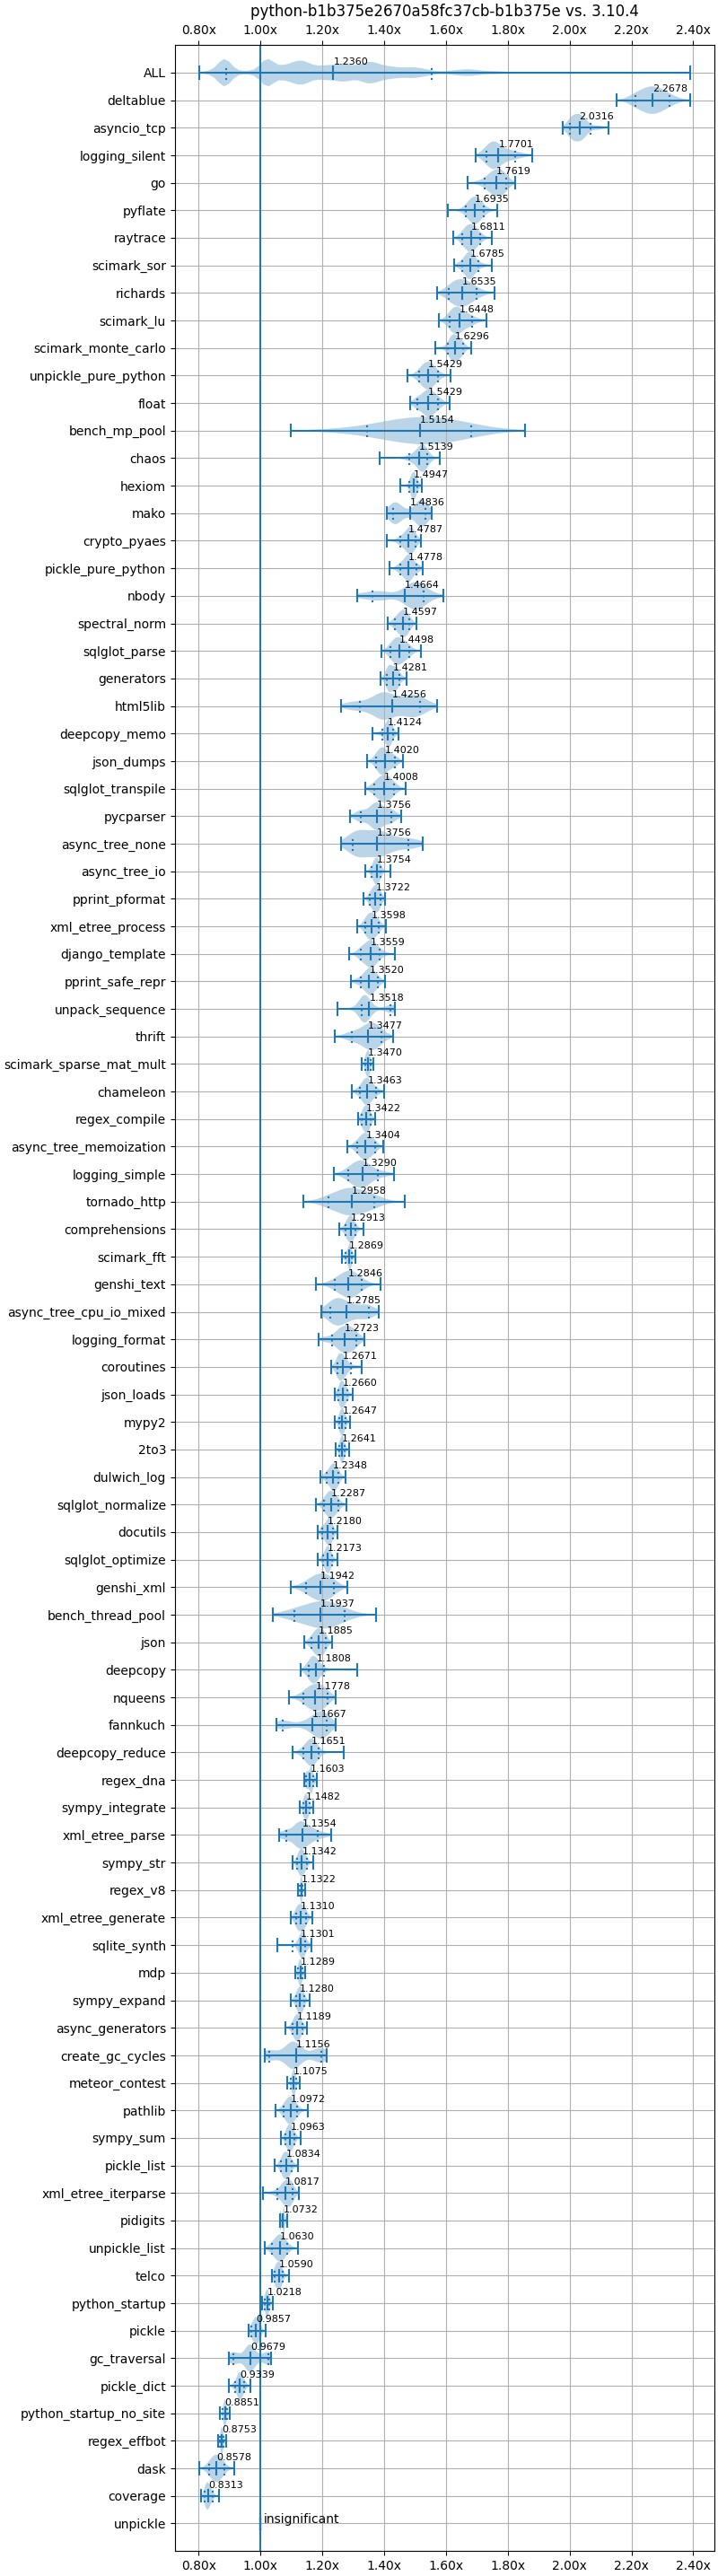 python-b1b375e2670a58fc37cb-b1b375e vs. 3.10.4
0.80x 1.00x 1.20x 1.40x 1.60x 1.80x 2.00x 2.20x 2.40x
ALL 1.2360
deltablue 2.2678
asyncio_tcp 2.0316
logging_silent 1.7701
go 1.7619
pyflate 1.6935
raytrace 1.6811
scimark_sor 1.6785
richards 1.6535
scimark_lu 1.6448
scimark_monte_carlo 1.6296
unpickle_pure_python 1.5429
float 1.5429
bench_mp_pool 1.5154
chaos 1.5139
hexiom 1.4947
mako 1.4836
crypto_pyaes 1.4787
pickle_pure_python 1.4778
nbody 1.4664
spectral_norm 1.4597
sqlglot_parse 1.4498
generators 1.4281
html5lib 1.4256
deepcopy_memo 1.4124
json_dumps 1.4020
sqlglot_transpile 1.4008
pycparser 1.3756
async_tree_none 1.3756
async_tree_io 1.3754
pprint_pformat 1.3722
xml_etree_process 1.3598
django_template 1.3559
pprint_safe_repr 1.3520
unpack_sequence 1.3518
thrift 1.3477
scimark_sparse_mat_mult 1.3470
chameleon 1.3463
regex_compile 1.3422
async_tree_memoization 1.3404
logging_simple 1.3290
tornado_http 1.2958
comprehensions 1.2913
scimark_fft 1.2869
genshi_text 1.2846
async_tree_cpu_io_mixed 1.2785
logging_format 1.2723
coroutines 1.2671
json_loads 1.2660
mypy2 1.2647
2to3 1.2641
dulwich_log 1.2348
sqlglot_normalize 1.2287
docutils 1.2180
sqlglot_optimize 1.2173
genshi_xml 1.1942
bench_thread_pool 1.1937
json 1.1885
deepcopy 1.1808
nqueens 1.1778
fannkuch 1.1667
deepcopy_reduce 1.1651
regex_dna 1.1603
sympy_integrate 1.1482
xml_etree_parse 1.1354
sympy_str 1.1342
regex_v8 1.1322
xml_etree_generate 1.1310
sqlite_synth 1.1301
mdp 1.1289
sympy_expand 1.1280
async_generators 1.1189
create_gc_cycles 1.1156
meteor_contest 1.1075
pathlib 1.0972
sympy_sum 1.0963
pickle_list 1.0834
xml_etree_iterparse 1.0817
pidigits 1.0732
unpickle_list 1.0630
telco 1.0590
python_startup 1.0218
pickle 0.9857
gc_traversal 0.9679
pickle_dict 0.9339
python_startup_no_site 0.8851
regex_effbot 0.8753
dask 0.8578
coverage 0.8313
unpickle insignificant
0.80x 1.00x 1.20x 1.40x 1.60x 1.80x 2.00x 2.20x 2.40x